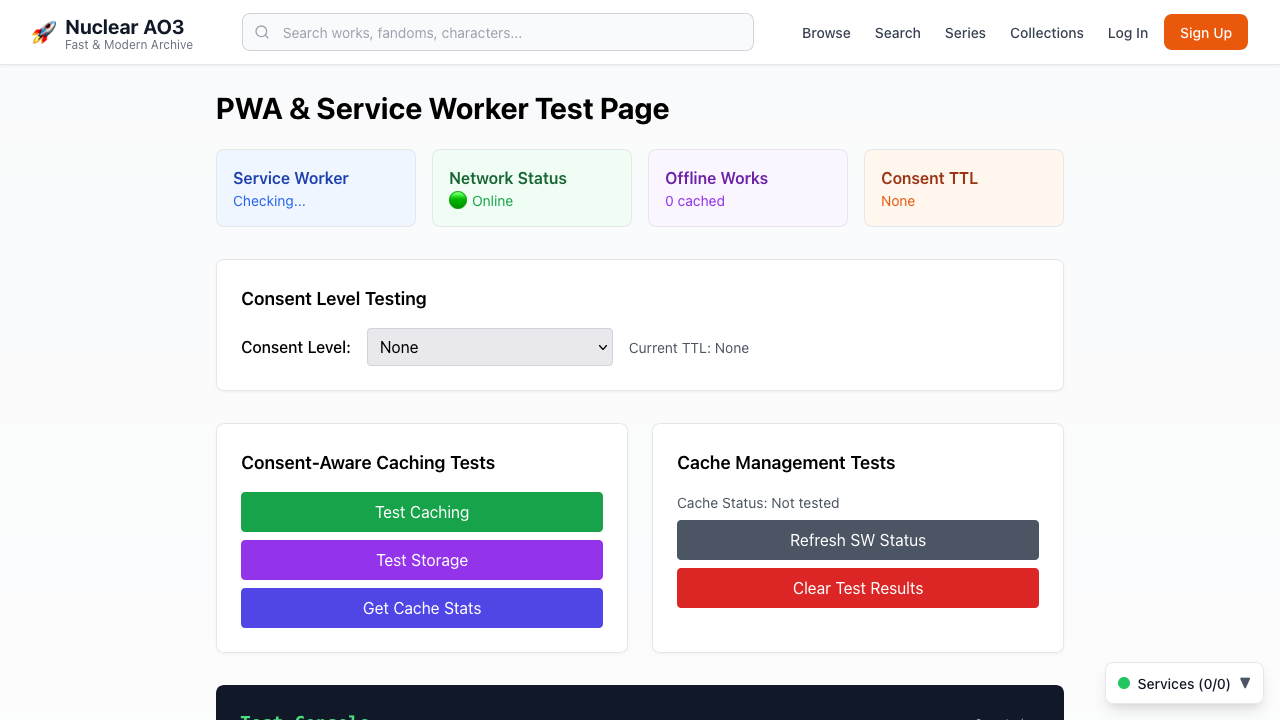 Nuclear AO3
Fast & Modern Archive
Search works, fandoms, characters...
Browse
Search
Series
Collections
Log In
Sign Up
PWA & Service Worker Test Page
Service Worker
Checking...
Network Status
Online
Offline Works
0 cached
Consent TTL
None
Consent Level Testing
Consent Level:
None
Current TTL: None
Consent-Aware Caching Tests
Test Caching
Test Storage
Get Cache Stats
Cache Management Tests
Cache Status: Not tested
Refresh SW Status
Clear Test Results
Services (0/0) ▼
Test Console